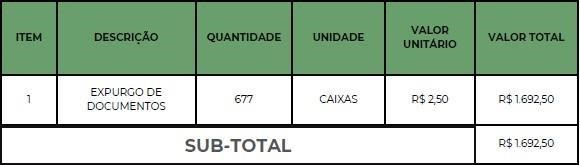 ITEM DESCRIÇÃO QUANTIDADE UNIDADE VALOR UNITÁRIO VALOR TOTAL
1 EXPURGO DE DOCUMENTOS 677 CAIXAS R$ 2,50 R$ 1.692,50
SUB-TOTAL R$ 1.692,50